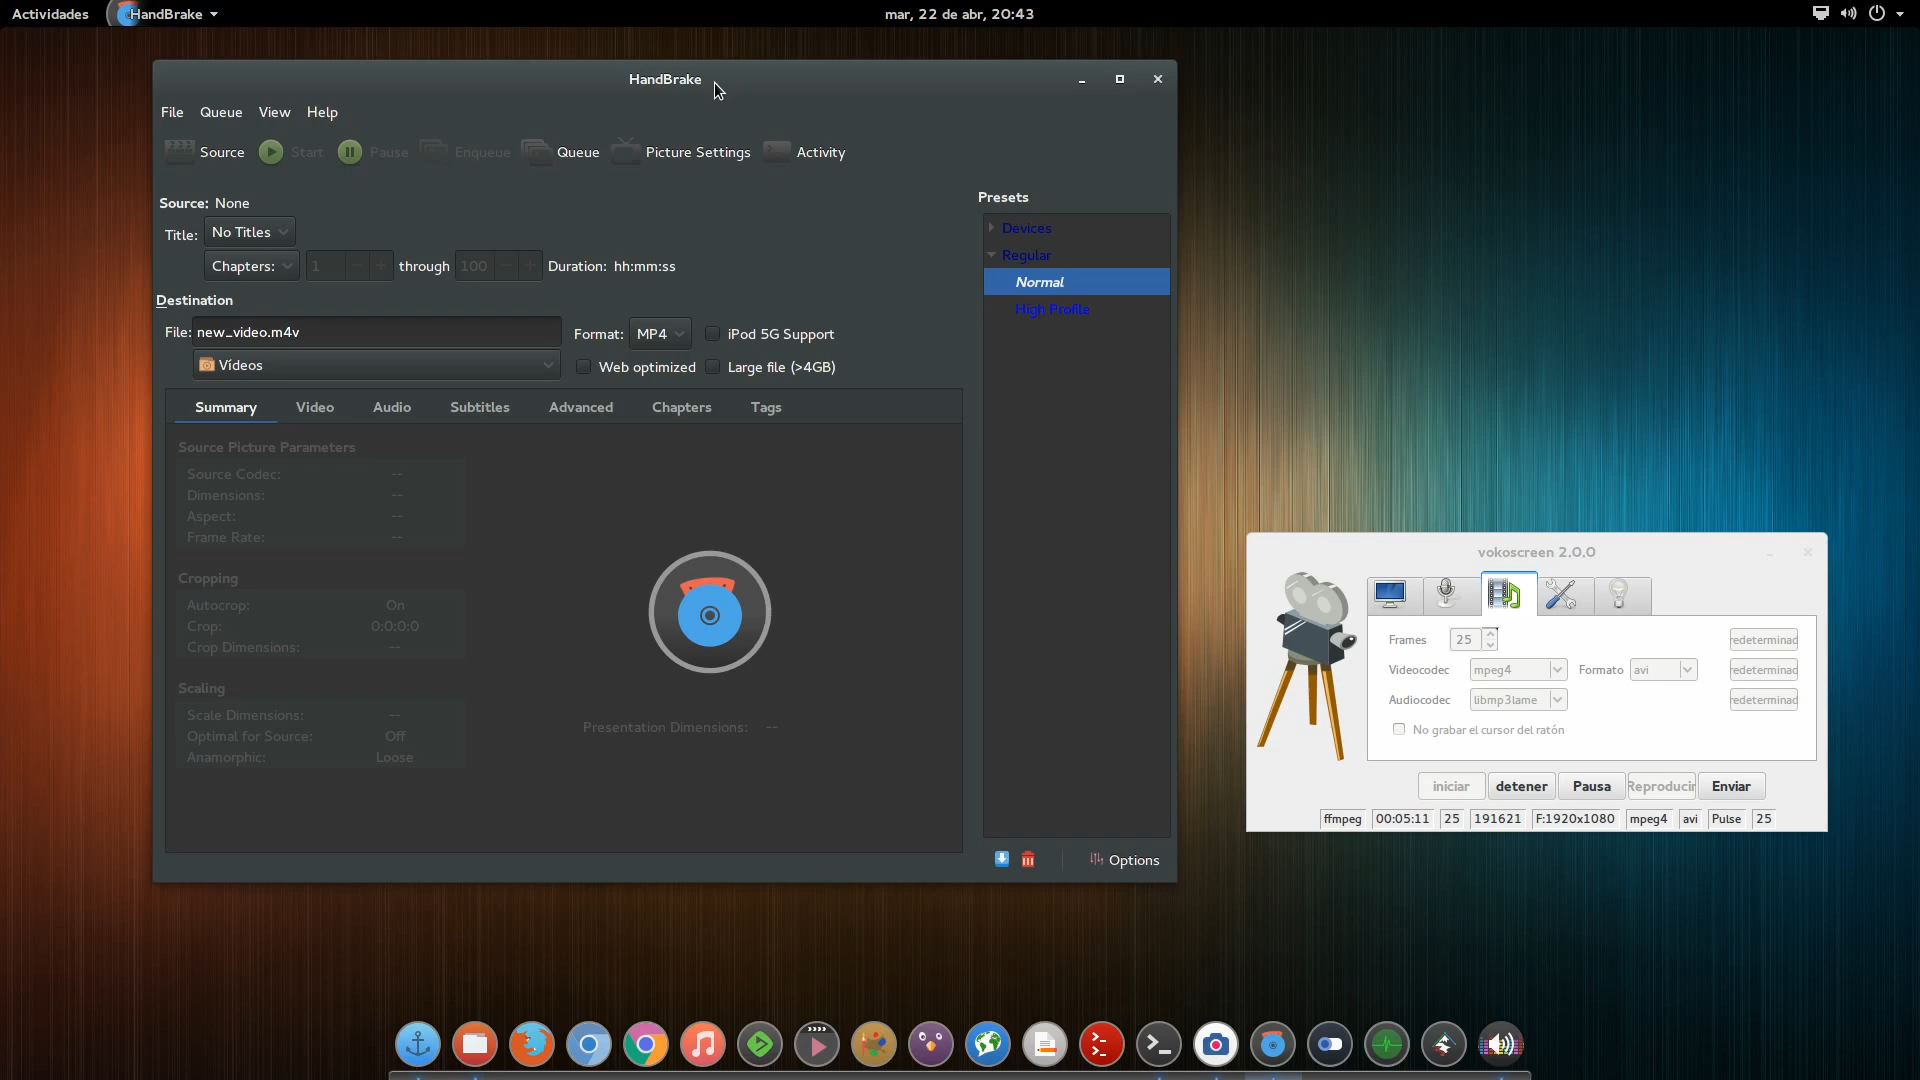 Actividades HandBrake mar, 22 de abr, 20:43
HandBrake
File Queue View Help
Source Start Pause Enqueue Queue Picture Settings Activity
Source: None
Title: No Titles
Chapters: 1 through 100 Duration: hh:mm:ss
Destination
File: new_video.m4v Format: MP4 iPod 5G Support
Vídeos Web optimized Large file (>4GB)
Summary Video Audio Subtitles Advanced Chapters Tags
Source Picture Parameters
Source Codec: --
Dimensions: --
Aspect: --
Frame Rate: --
Cropping
Autocrop: On
Crop: 0:0:0:0
Crop Dimensions: --
Scaling
Scale Dimensions: --
Optimal for Source: Off
Anamorphic: Loose
Presentation Dimensions: --
Presets
Devices
Regular
Normal
High Profile
Options
vokoscreen 2.0.0
Frames 25 redeterminad
Videocodec mpeg4 Formato avi redeterminad
Audiocodec libmp3lame redeterminad
No grabar el cursor del ratón
iniciar detener Pausa Reproducir Enviar
ffmpeg 00:05:11 25 191621 F:1920x1080 mpeg4 avi Pulse 25